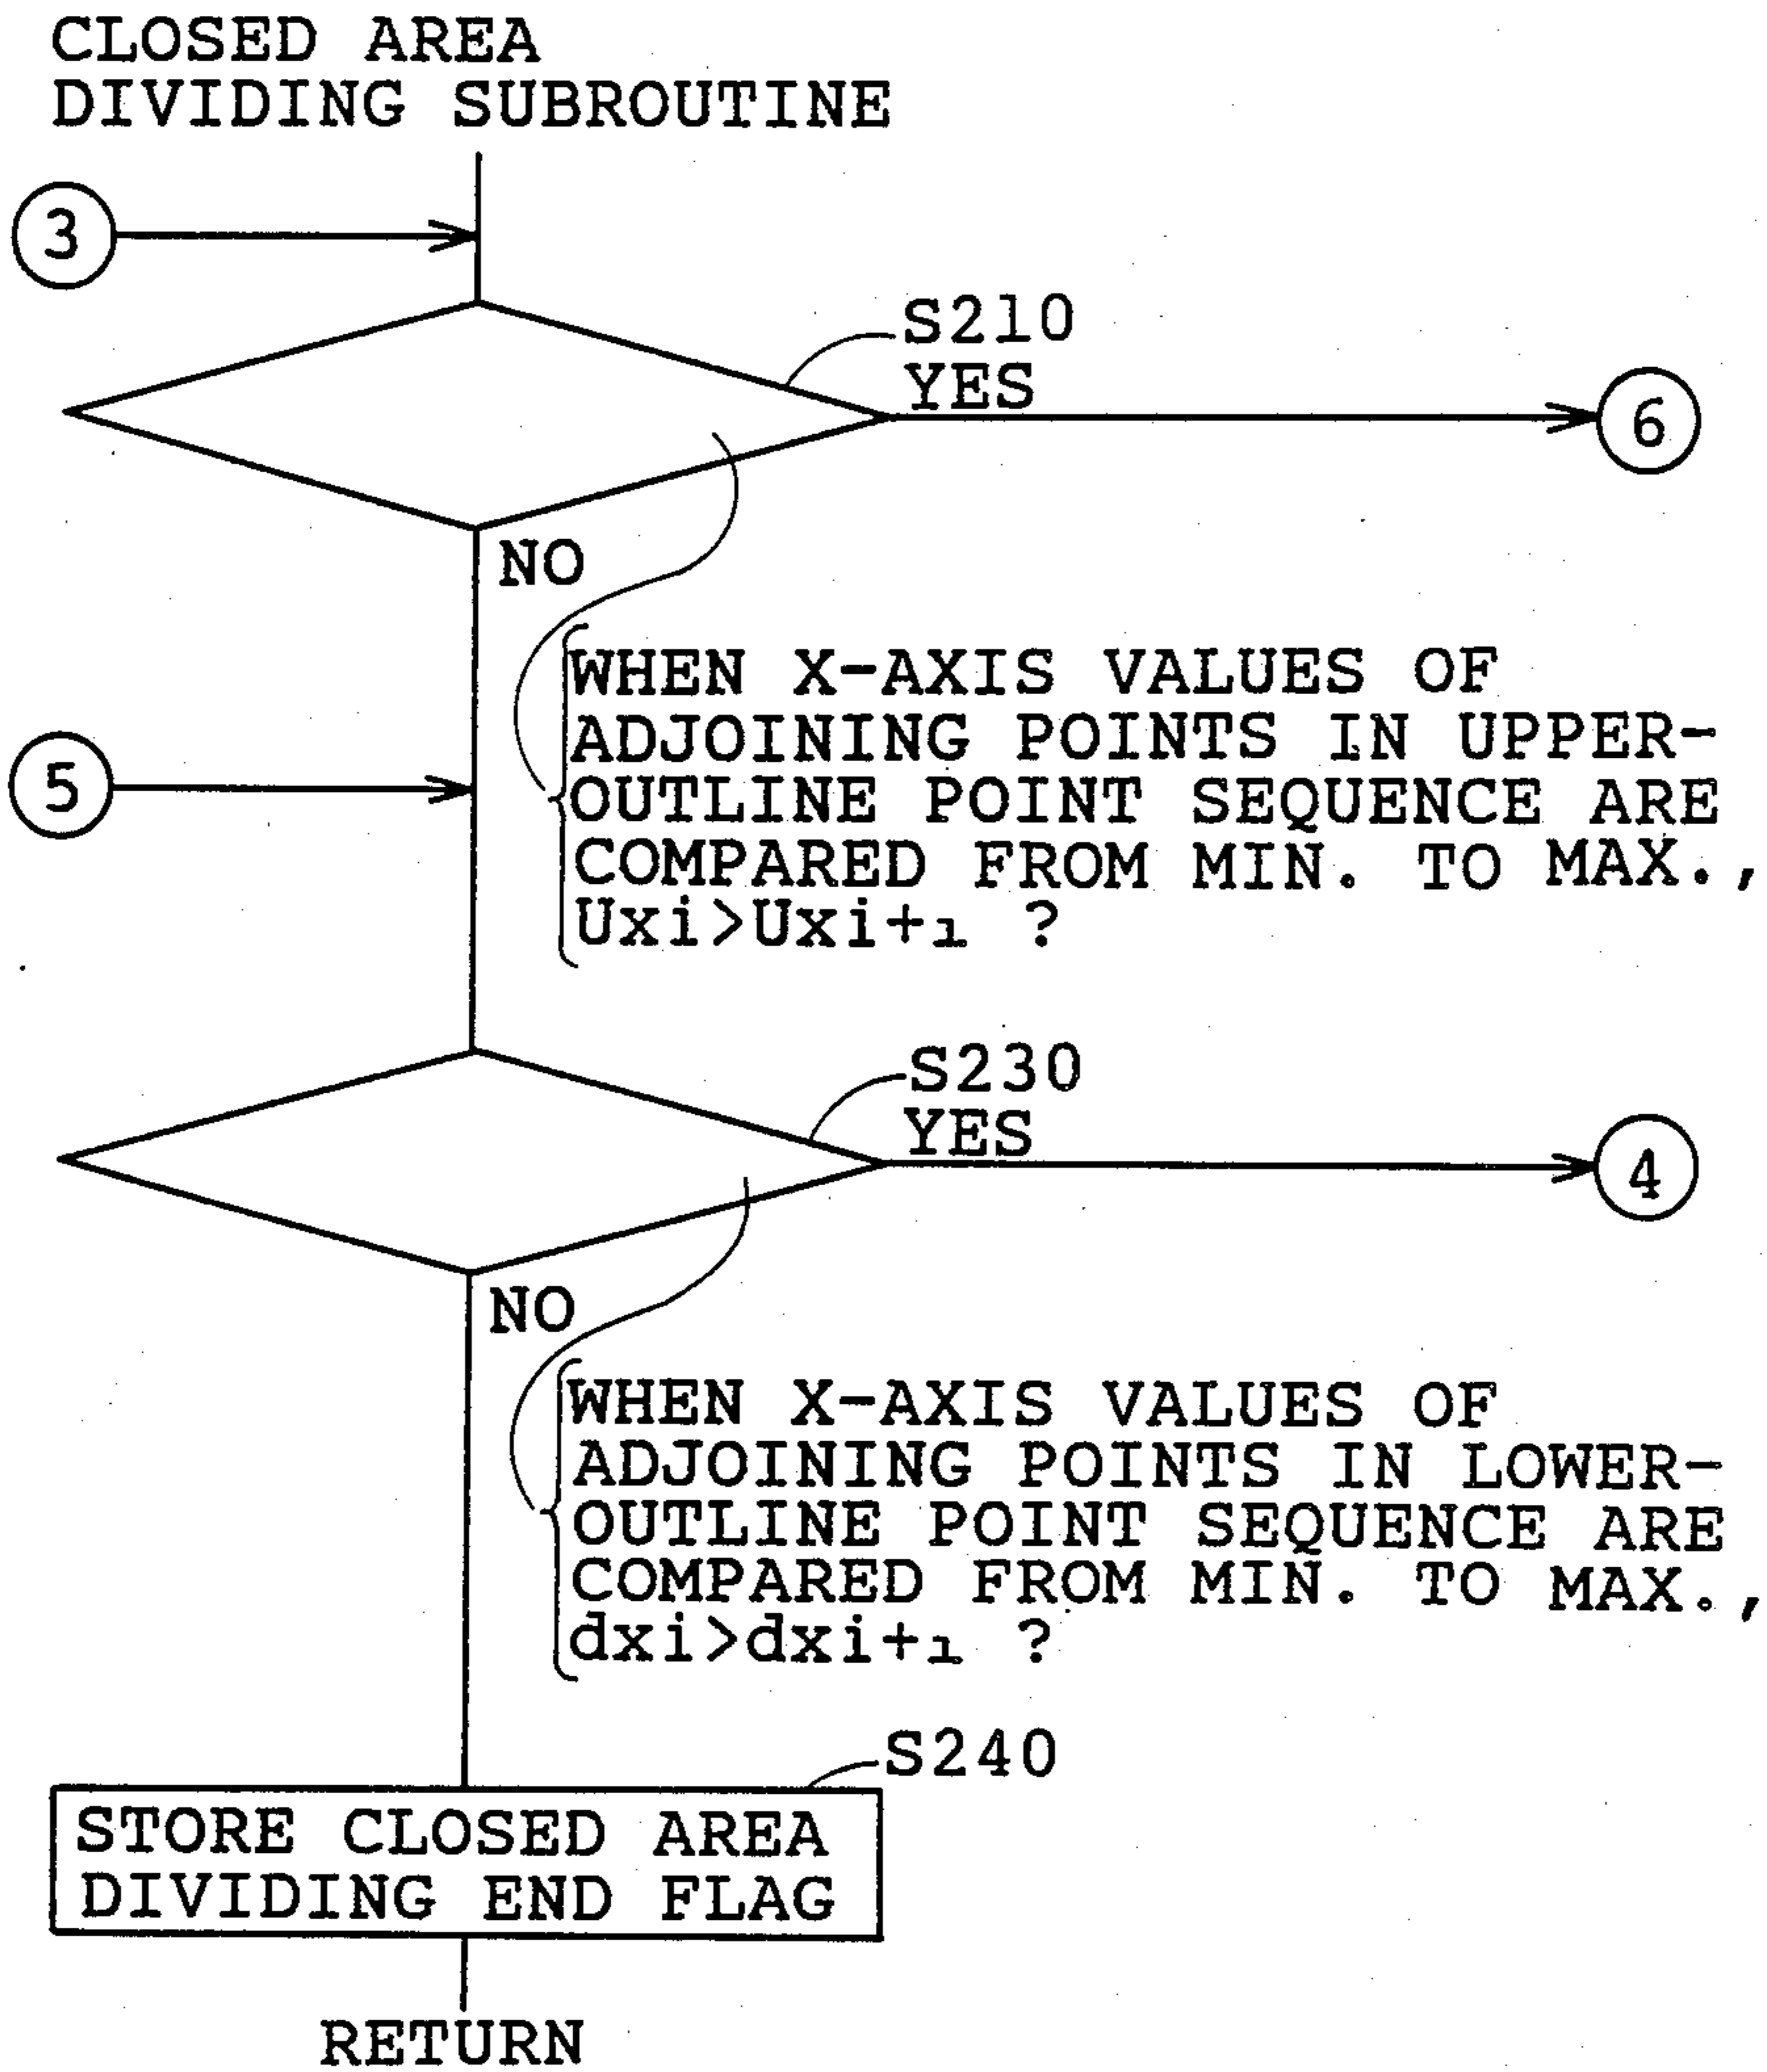 CLOSED AREA
DIVIDING SUBROUTINE
3
S210
YES
6
NO
WHEN X-AXIS VALUES OF
ADJOINING POINTS IN UPPER-
OUTLINE POINT SEQUENCE ARE
COMPARED FROM MIN. TO MAX.,
Uxi>Uxi+1 ?
5
S230
YES
4
NO
WHEN X-AXIS VALUES OF
ADJOINING POINTS IN LOWER-
OUTLINE POINT SEQUENCE ARE
COMPARED FROM MIN. TO MAX.,
dxi>dxi+1 ?
S240
STORE CLOSED AREA
DIVIDING END FLAG
RETURN